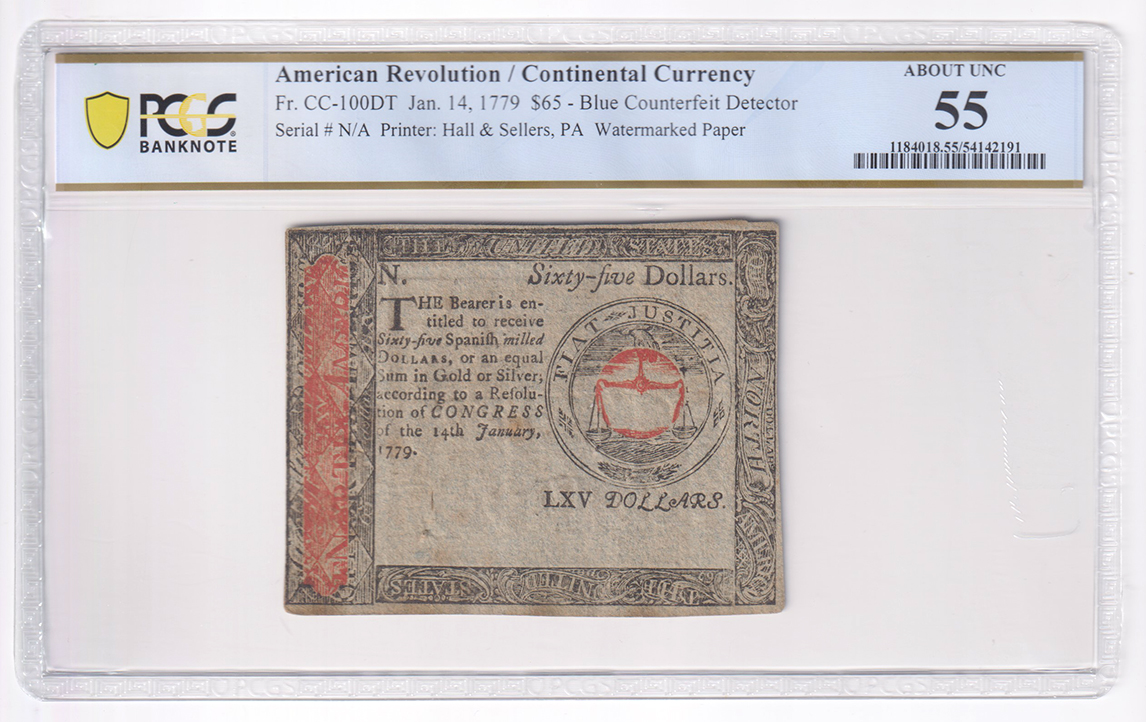 PCGS
BANKNOTE
American Revolution / Continental Currency
Fr. CC-100DT Jan. 14, 1779 $65 - Blue Counterfeit Detector
Serial # N/A Printer: Hall & Sellers, PA Watermarked Paper
ABOUT UNC
55
1184018.55/54142191
THE UNITED STATES
N. Sixty-five Dollars.
THE Bearer is en-
titled to receive
Sixty-five Spaniſh milled
DOLLARS, or an equal
Sum in Gold or Silver;
according to a Reſolu-
tion of CONGRESS
of the 14th January,
1779.
FIAT JUSTITIA
LXV DOLLARS.
NORTH
THE UNITED STATES